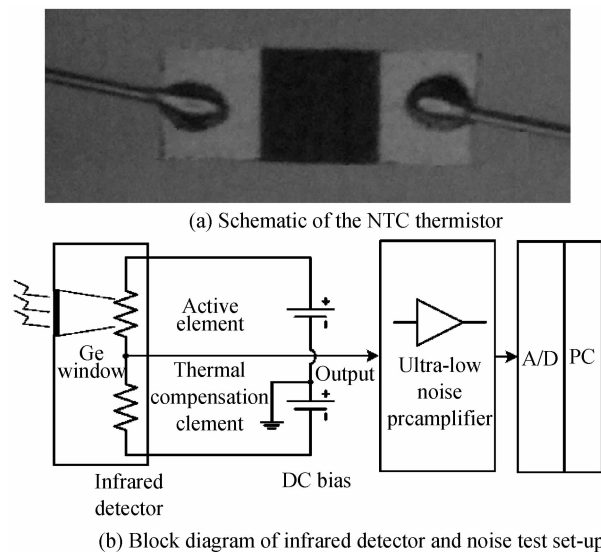 (a) Schematic of the NTC thermistor
Active
element
Ge
window
Thermal
compensation
clement
Output
Infrared
detector
DC bias
+
-
+
-
Ultra-low
noise
prcamplifier
A/D
PC
(b) Block diagram of infrared detector and noise test set-up